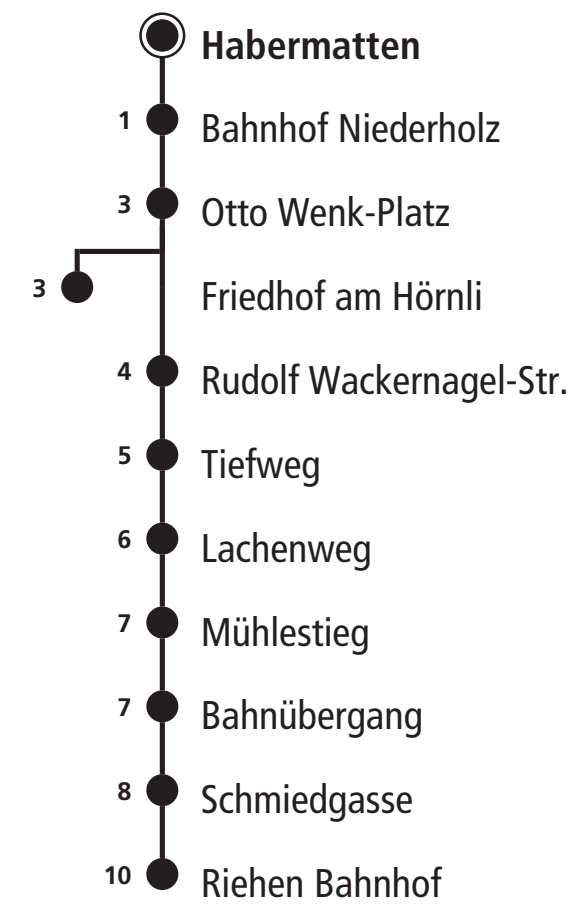 Habermatten
1 Bahnhof Niederholz
3 Otto Wenk-Platz
3 Friedhof am Hörnli
4 Rudolf Wackernagel-Str.
5 Tiefweg
6 Lachenweg
7 Mühlestieg
7 Bahnübergang
8 Schmiedgasse
10 Riehen Bahnhof